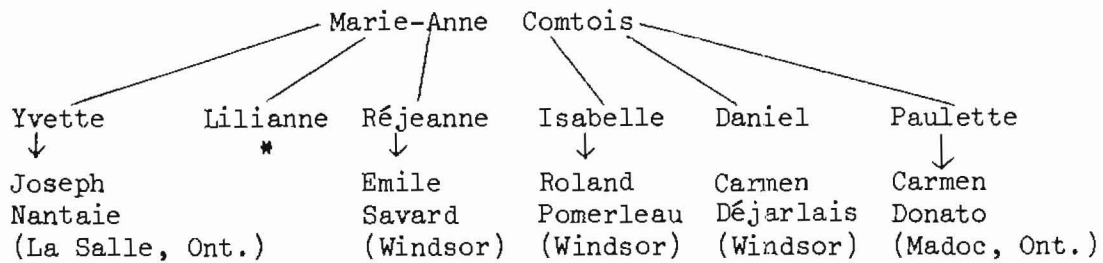 Marie-Anne Comtois
Yvette Lilianne Réjeanne Isabelle Daniel Paulette
*
Joseph Emile Roland Carmen Carmen
Nantaie Savard Pomerleau Déjarlais Donato
(La Salle, Ont.) (Windsor) (Windsor) (Windsor) (Madoc, Ont.)